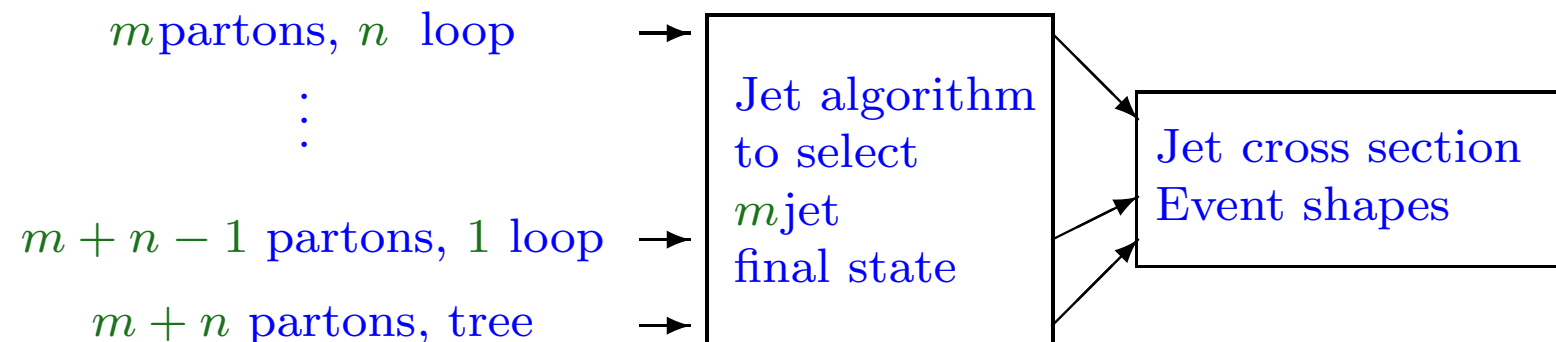 m partons, n loop
⋮
m + n − 1 partons, 1 loop
m + n partons, tree
Jet algorithm
to select
m jet
final state
Jet cross section
Event shapes